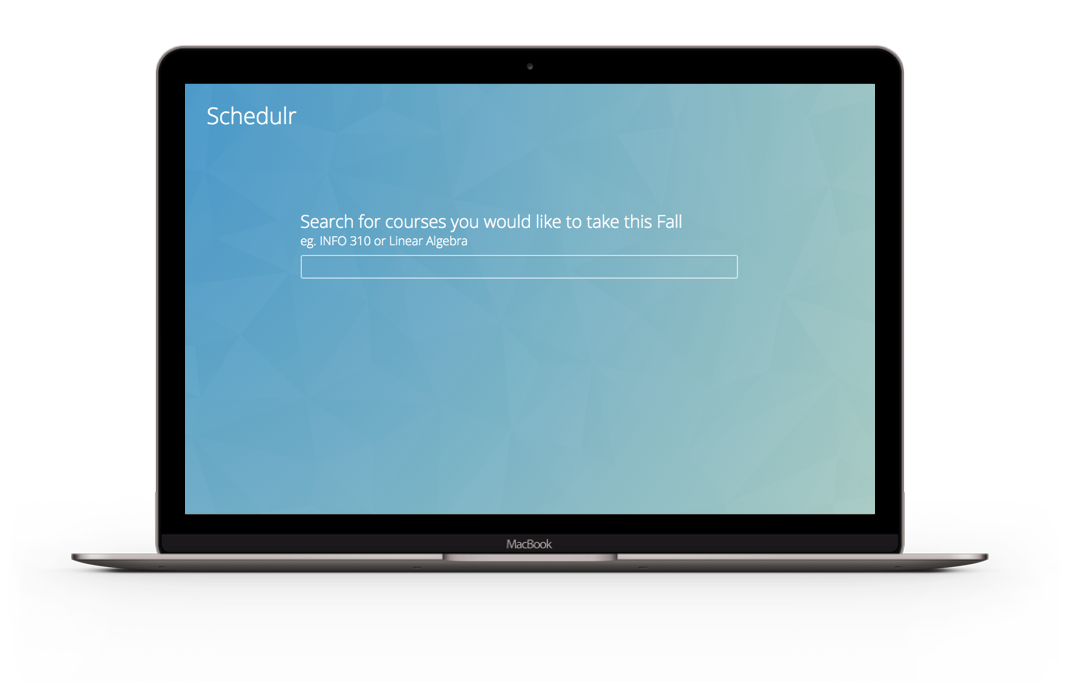 Schedulr
Search for courses you would like to take this Fall
eg. INFO 310 or Linear Algebra
MacBook